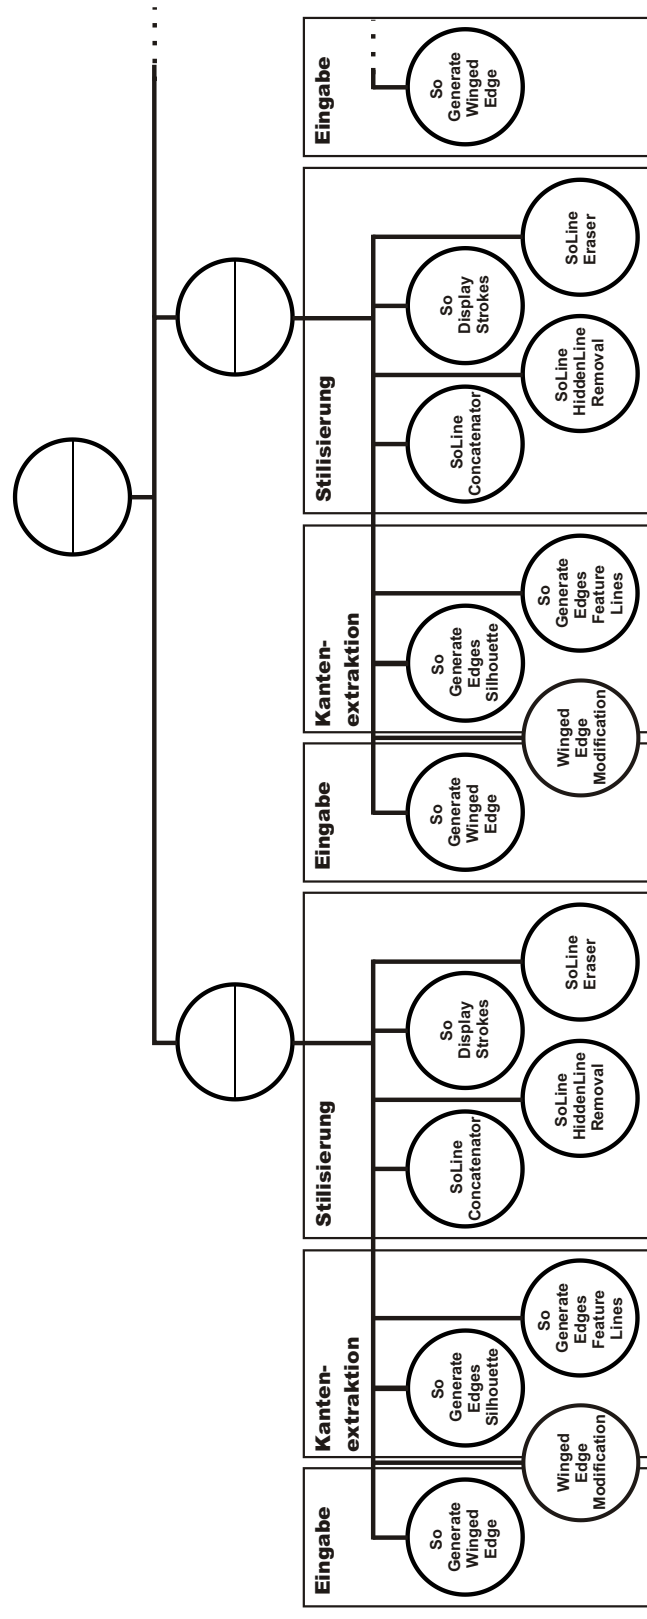 Eingabe
So
Generate
Winged
Edge
Winged
Edge
Modification
Kanten-
extraktion
So
Generate
Edges
Silhouette
So
Generate
Edges
Feature
Lines
Stilisierung
SoLine
Concatenator
SoLine
HiddenLine
Removal
So
Display
Strokes
SoLine
Eraser
Eingabe
So
Generate
Winged
Edge
Winged
Edge
Modification
Kanten-
extraktion
So
Generate
Edges
Silhouette
So
Generate
Edges
Feature
Lines
Stilisierung
SoLine
Concatenator
SoLine
HiddenLine
Removal
So
Display
Strokes
SoLine
Eraser
Eingabe
So
Generate
Winged
Edge